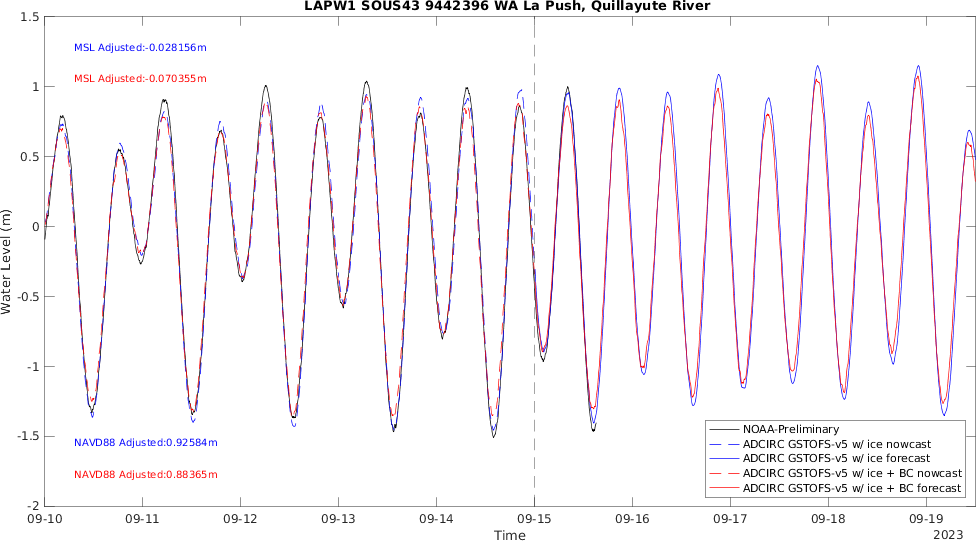 LAPW1 SOUS43 9442396 WA La Push, Quillayute River
1.5
1
0.5
0
-0.5
-1
-1.5
-2
Water Level (m)
MSL Adjusted:-0.028156m
MSL Adjusted:-0.070355m
NAVD88 Adjusted:0.92584m
NAVD88 Adjusted:0.88365m
NOAA-Preliminary
ADCIRC GSTOFS-v5 w/ ice nowcast
ADCIRC GSTOFS-v5 w/ ice forecast
ADCIRC GSTOFS-v5 w/ ice + BC nowcast
ADCIRC GSTOFS-v5 w/ ice + BC forecast
09-10 09-11 09-12 09-13 09-14 09-15 09-16 09-17 09-18 09-19
Time
2023